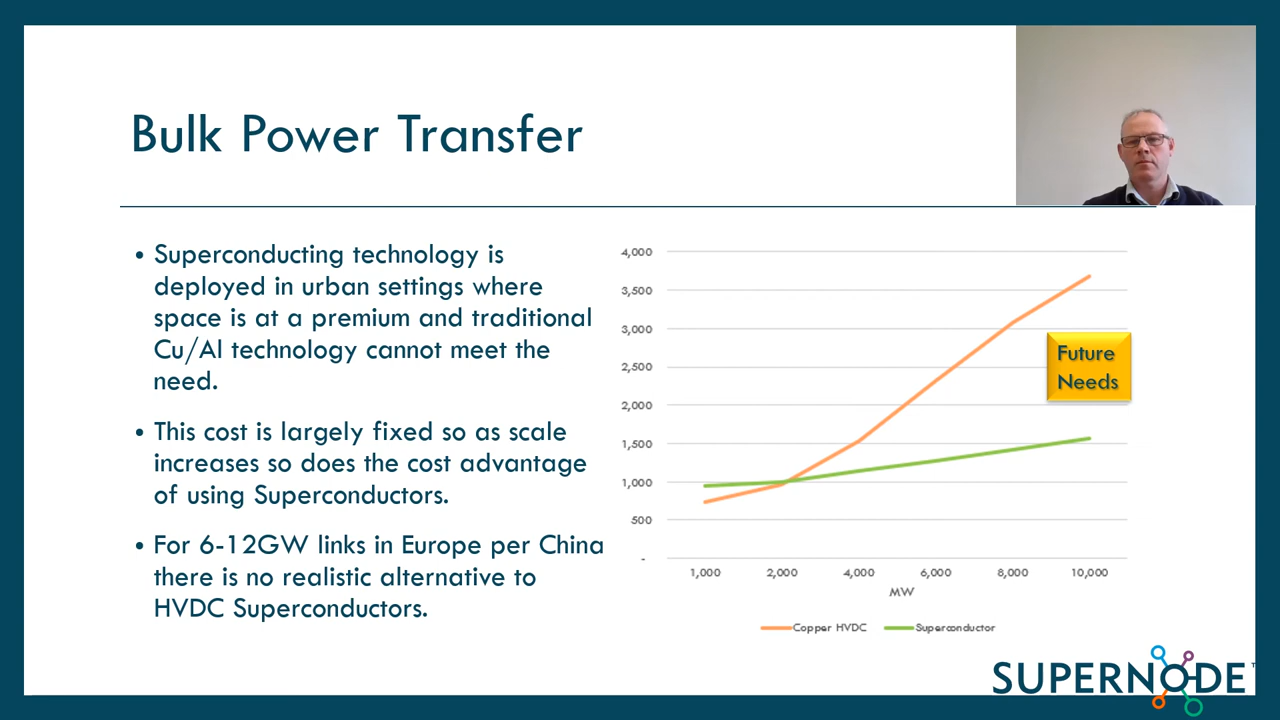 Bulk Power Transfer
• Superconducting technology is
deployed in urban settings where
space is at a premium and traditional
Cu/Al technology cannot meet the
need.
• This cost is largely fixed so as scale
increases so does the cost advantage
of using Superconductors.
• For 6-12GW links in Europe per China
there is no realistic alternative to
HVDC Superconductors.
4,000
3,500
3,000
2,500
2,000
1,500
1,000
500
-
Future
Needs
1,000 2,000 4,000 6,000 8,000 10,000
MW
Copper HVDC Superconductor
SUPERNODE™